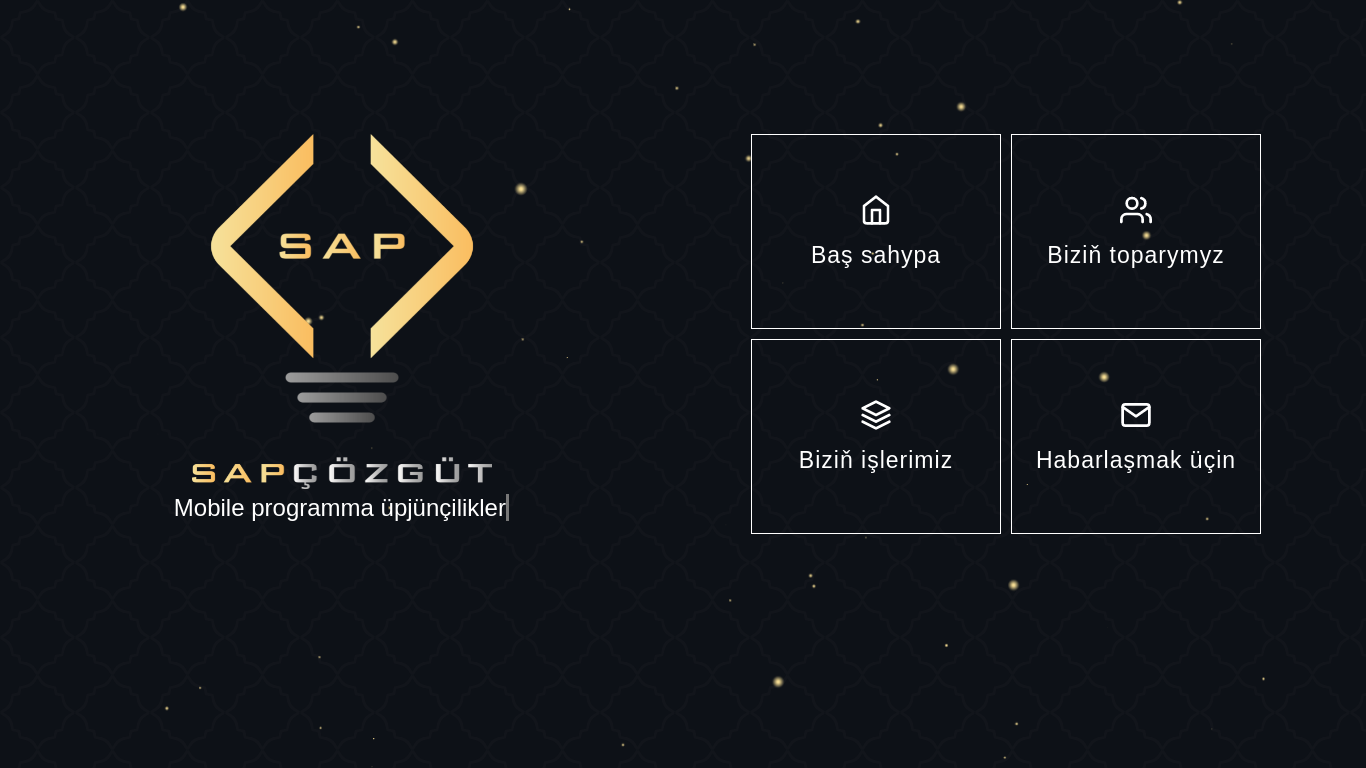 SAP
SAPÇÖZGÜT
Mobile programma üpjünçilikler
Baş sahypa
Biziň toparymyz
Biziň işlerimiz
Habarlaşmak üçin